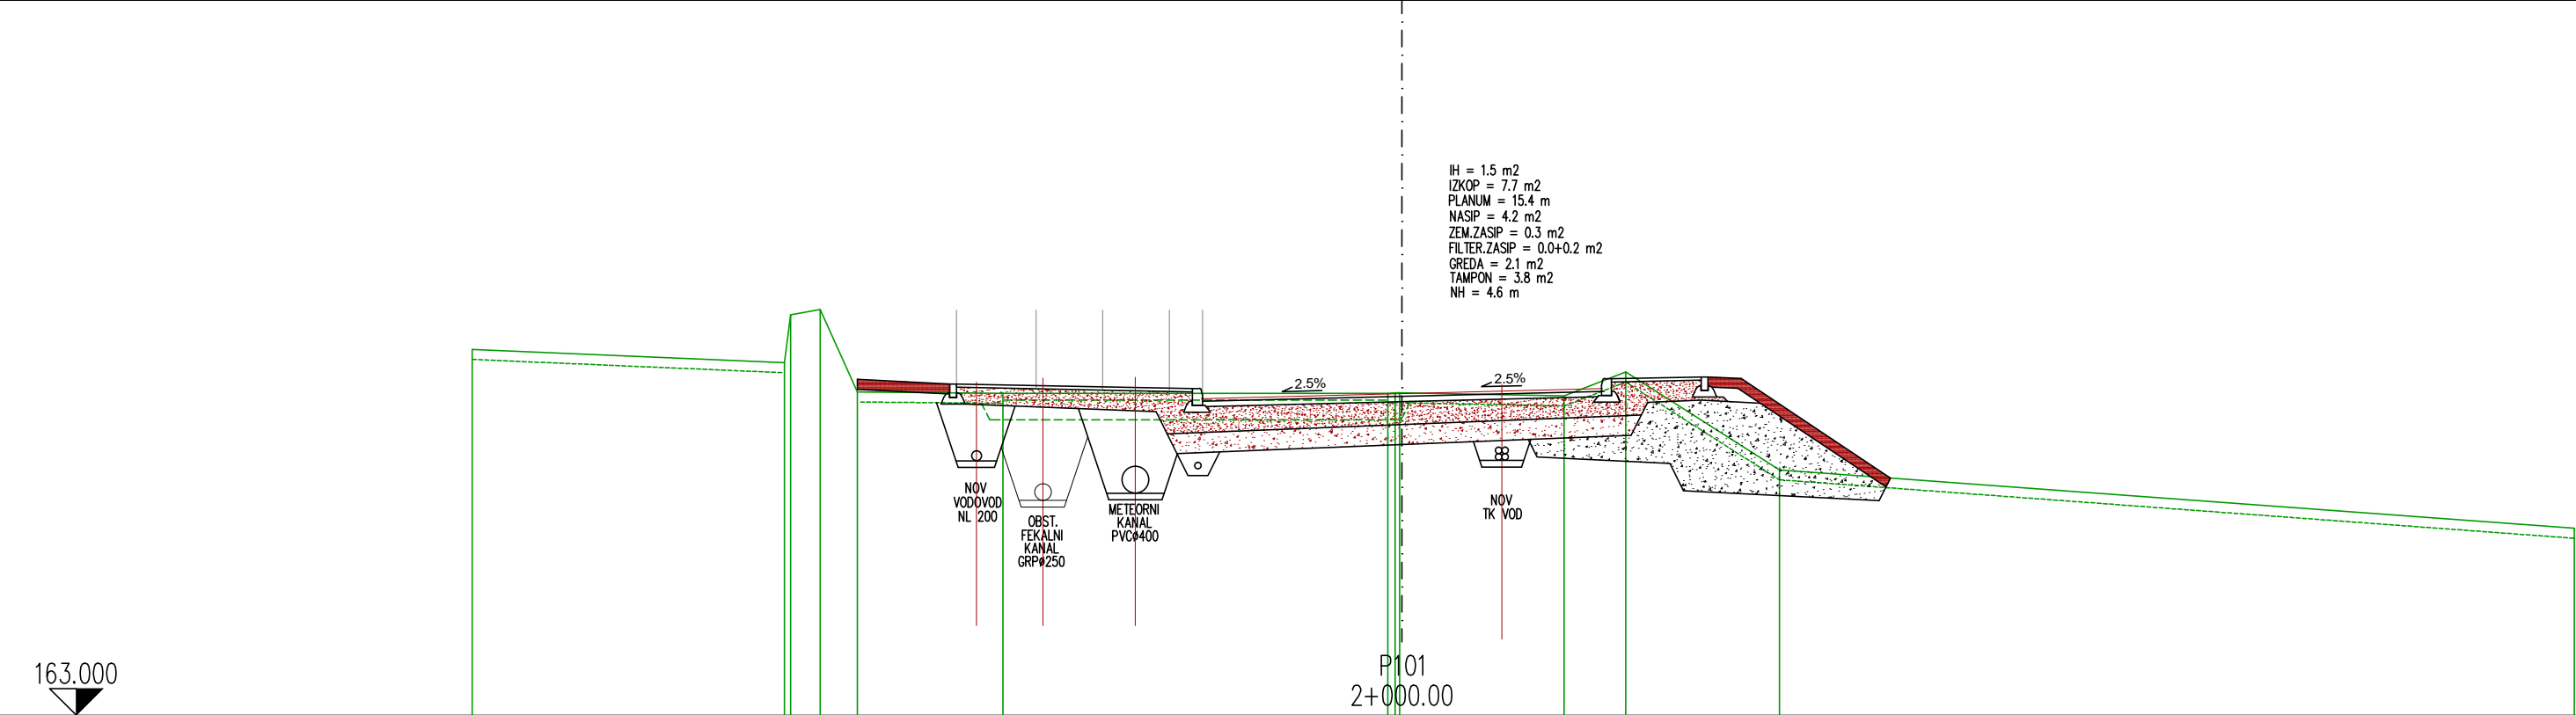 IH = 1.5 m2
IZKOP = 7.7 m2
PLANUM = 15.4 m
NASIP = 4.2 m2
ZEM.ZASIP = 0.3 m2
FILTER.ZASIP = 0.0+0.2 m2
GREDA = 2.1 m2
TAMPON = 3.8 m2
NH = 4.6 m
2.5%
2.5%
NOV
VODOVOD
NL 200
OBST.
FEKALNI
KANAL
GRPø250
METEORNI
KANAL
PVCø400
NOV
TK VOD
163.000
P101
2+000.00